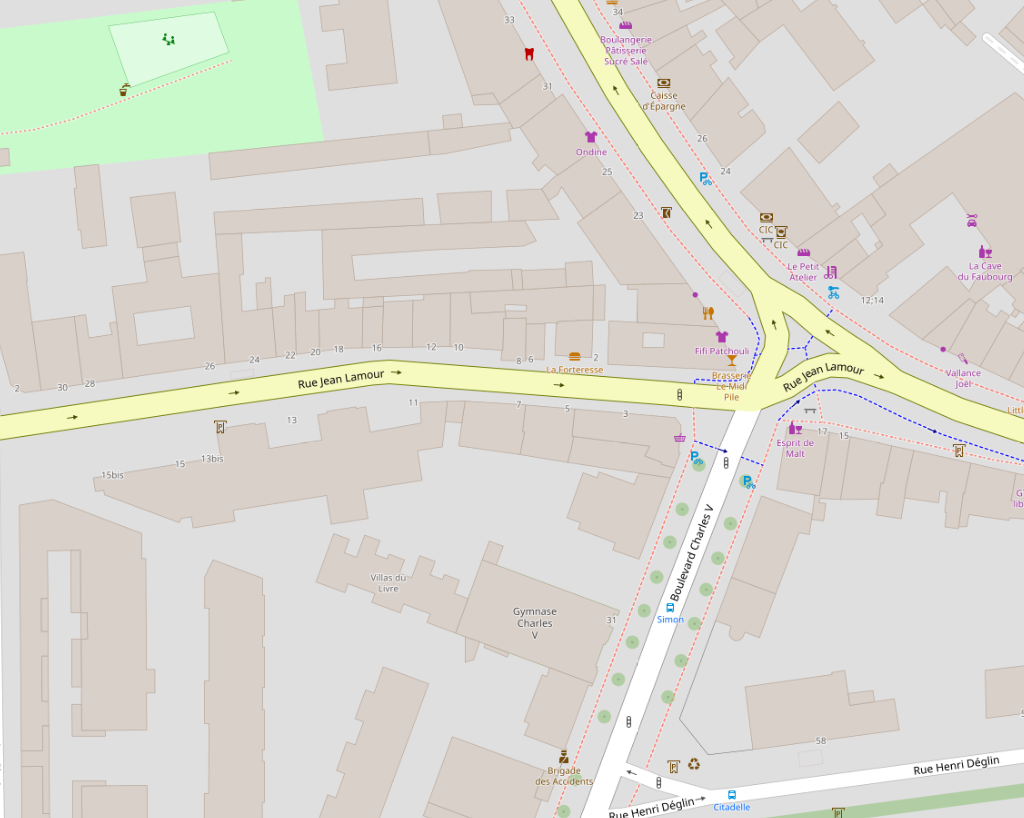 33
34
Boulangerie
Pâtisserie
Sucré Salé
31
Caisse
d'Épargne
26
Ondine
25
24
23
CIC
CIC
Le Petit
Atelier
La Cave
du Faubourg
12;14
Fifi Patchouli
Brasserie
Le Midi
Pile
Vallance
Joël
2
30
28
26
24
22
20
18
16
12
10
8
6
2
La Forteresse
Rue Jean Lamour
Rue Jean Lamour
11
7
5
3
13
13bis
15
15bis
Esprit de
Malt
17
15
Boulevard Charles V
Villas du
Livre
Gymnase
Charles
V
31
Simon
Brigade
des Accidents
58
Rue Henri Déglin
Rue Henri Déglin
Citadelle